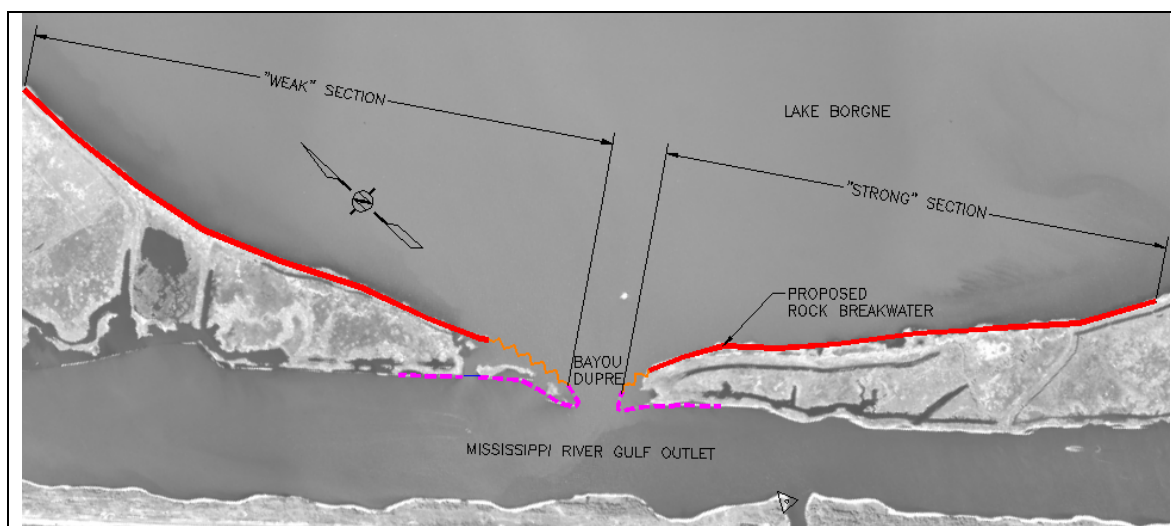 "WEAK" SECTION
LAKE BORGNE
"STRONG" SECTION
PROPOSED
ROCK BREAKWATER
BAYOU
DUPRE
MISSISSIPPI RIVER GULF OUTLET